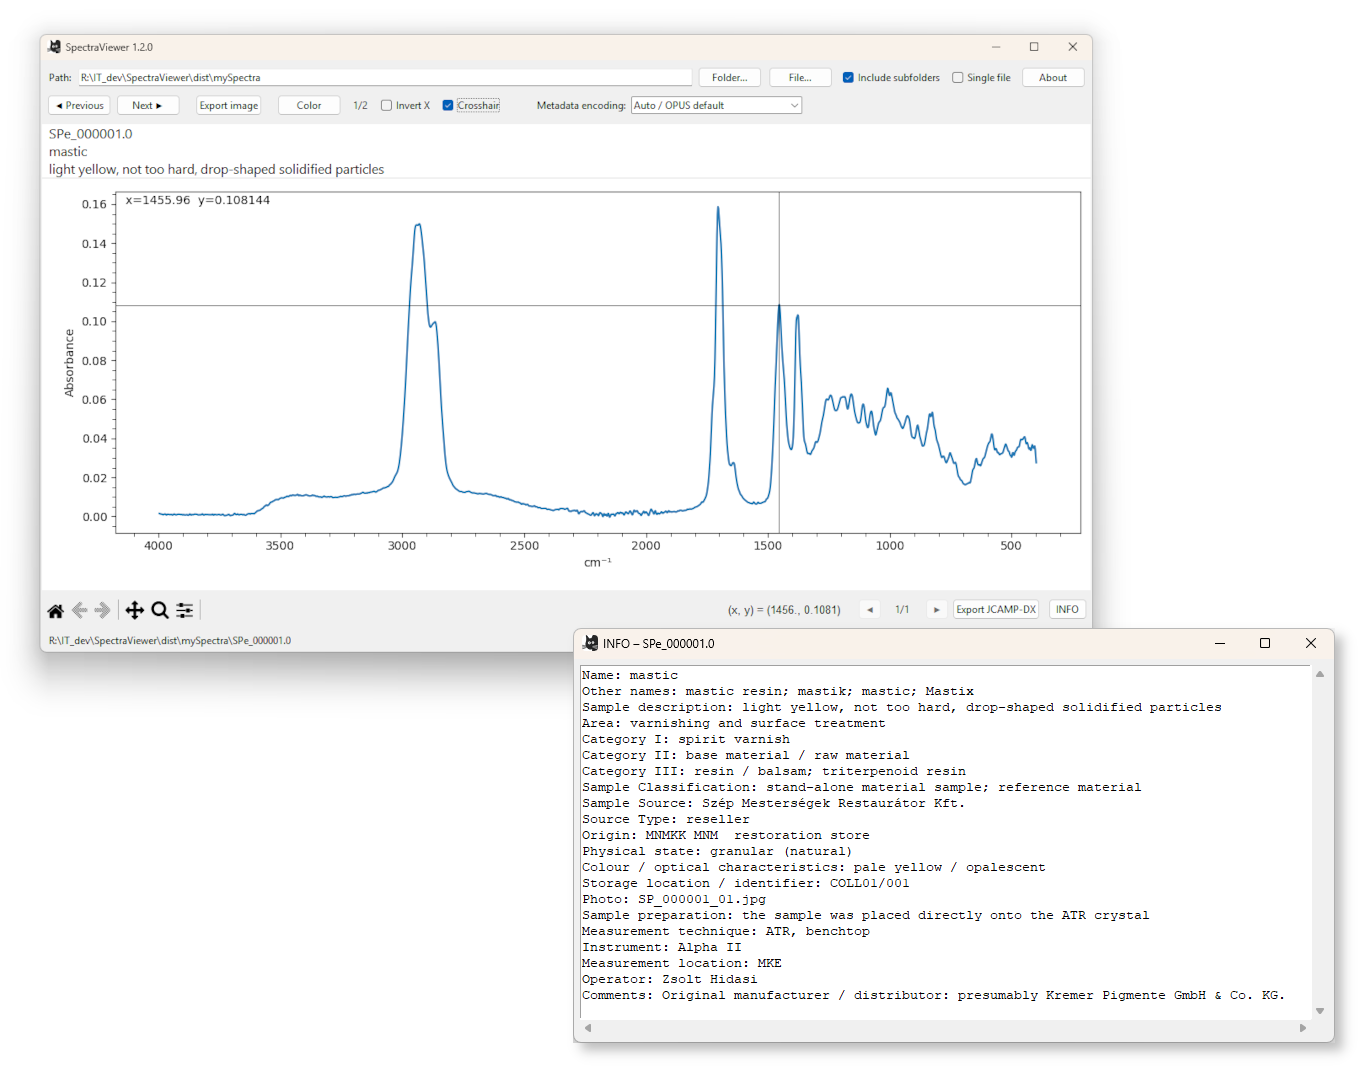 SpectraViewer 1.2.0
Path: R:\IT_dev\SpectraViewer\dist\mySpectra Folder... File... Include subfolders Single file About
◄ Previous Next ► Export image Color 1/2 Invert X Crosshair Metadata encoding: Auto / OPUS default
SPe_000001.0
mastic
light yellow, not too hard, drop-shaped solidified particles
x=1455.96 y=0.108144
0.16
0.14
0.12
0.10
0.08
0.06
0.04
0.02
0.00
Absorbance
4000 3500 3000 2500 2000 1500 1000 500
cm⁻¹
(x, y) = (1456., 0.1081) ◄ 1/1 ► Export JCAMP-DX INFO
R:\IT_dev\SpectraViewer\dist\mySpectra\SPe_000001.0
INFO – SPe_000001.0
Name: mastic
Other names: mastic resin; mastik; mastic; Mastix
Sample description: light yellow, not too hard, drop-shaped solidified particles
Area: varnishing and surface treatment
Category I: spirit varnish
Category II: base material / raw material
Category III: resin / balsam; triterpenoid resin
Sample Classification: stand-alone material sample; reference material
Sample Source: Szép Mesterségek Restaurátor Kft.
Source Type: reseller
Origin: MNMKK MNM  restoration store
Physical state: granular (natural)
Colour / optical characteristics: pale yellow / opalescent
Storage location / identifier: COLL01/001
Photo: SP_000001_01.jpg
Sample preparation: the sample was placed directly onto the ATR crystal
Measurement technique: ATR, benchtop
Instrument: Alpha II
Measurement location: MKE
Operator: Zsolt Hidasi
Comments: Original manufacturer / distributor: presumably Kremer Pigmente GmbH & Co. KG.